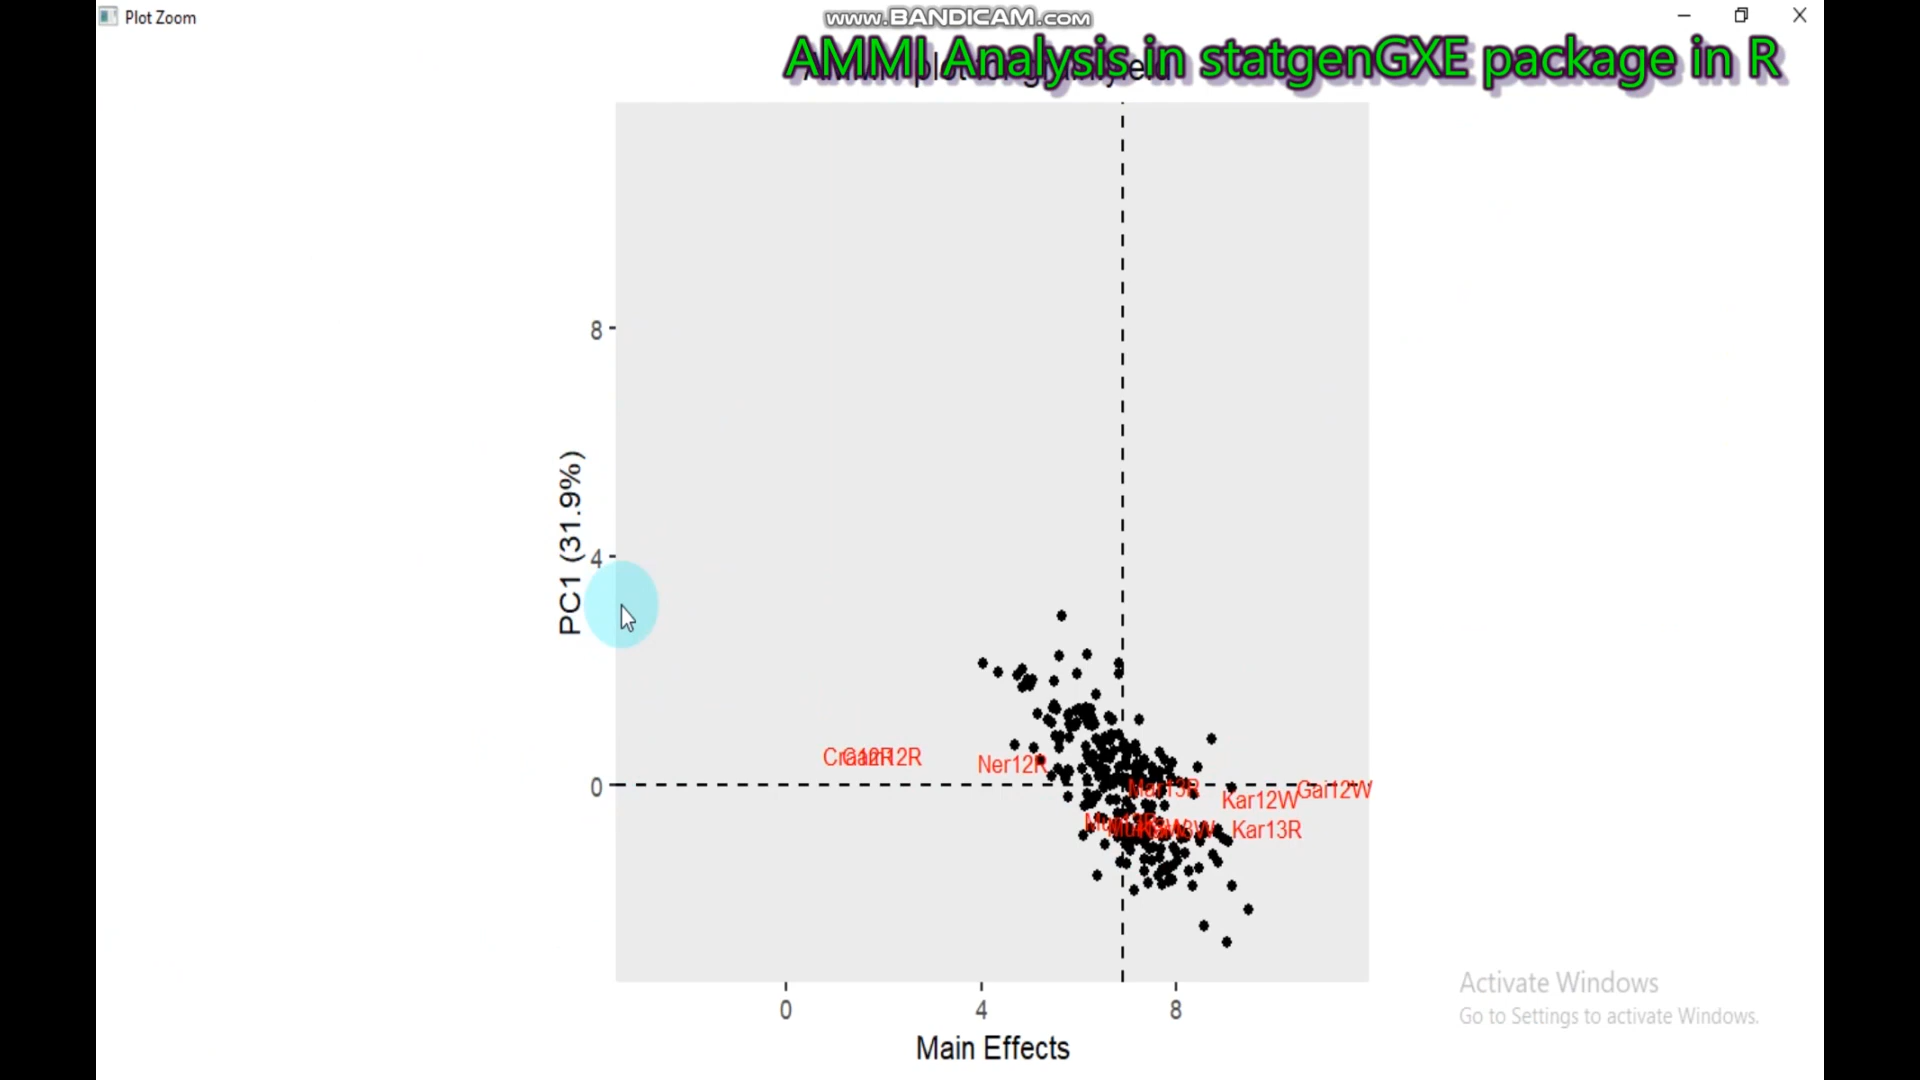 Plot Zoom
www.BANDICAM.com
AMMI Analysis in statgenGXE package in R
8
4
0
PC1 (31.9%)
Ner12R
Mar13R
Kar12W
Gai12W
Kar13R
0
4
8
Main Effects
Activate Windows
Go to Settings to activate Windows.